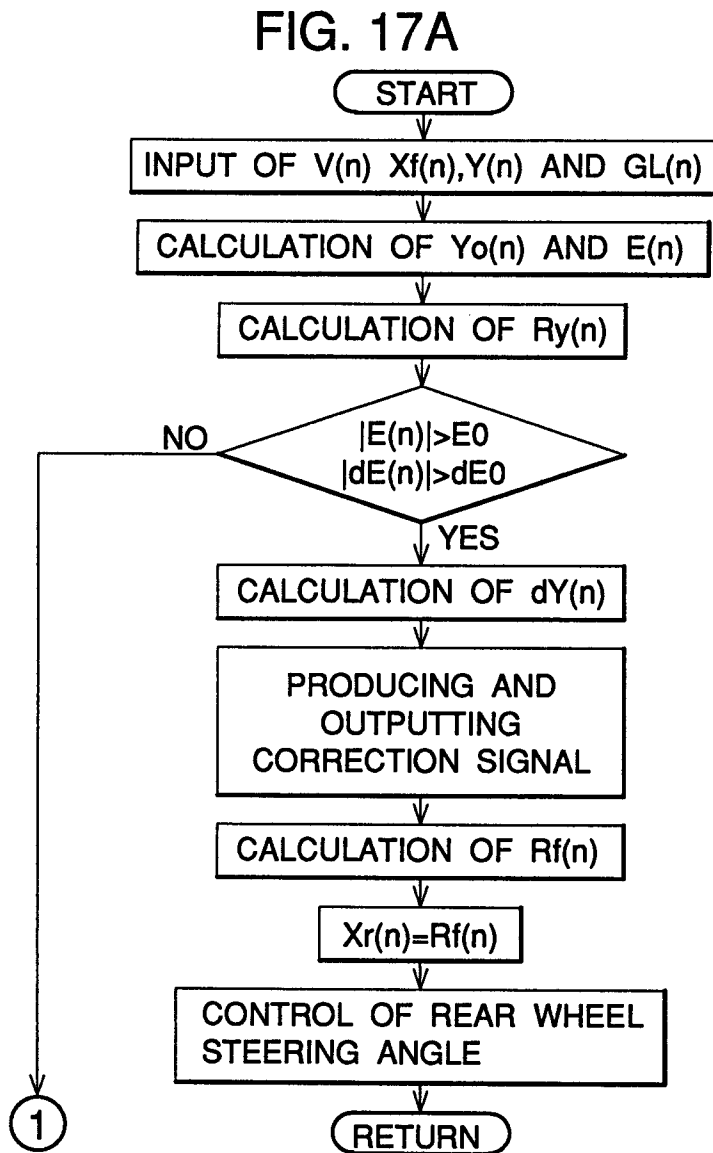 FIG. 17A
START
INPUT OF V(n) Xf(n),Y(n) AND GL(n)
CALCULATION OF Yo(n) AND E(n)
CALCULATION OF Ry(n)
NO
|E(n)|>E0
|dE(n)|>dE0
YES
CALCULATION OF dY(n)
PRODUCING AND
OUTPUTTING
CORRECTION SIGNAL
CALCULATION OF Rf(n)
Xr(n)=Rf(n)
CONTROL OF REAR WHEEL
STEERING ANGLE
1
RETURN